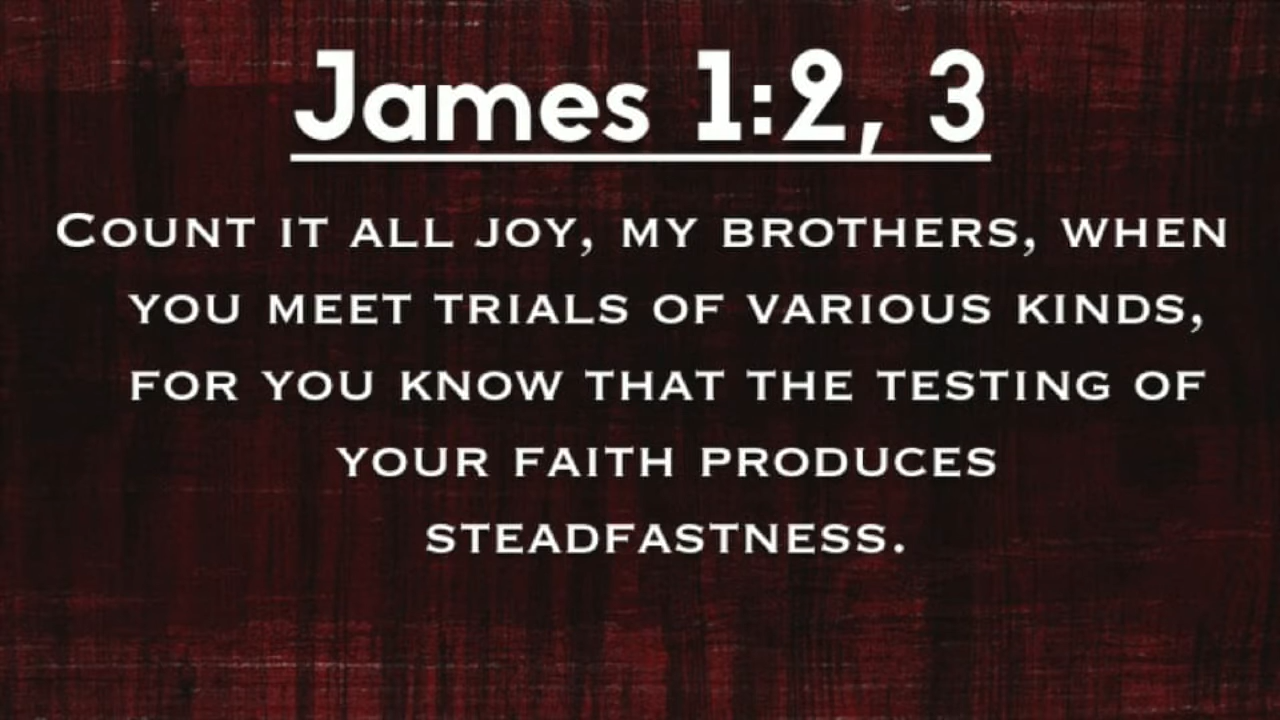 James 1:2, 3
Count it all joy, my brothers, when
you meet trials of various kinds,
for you know that the testing of
your faith produces
steadfastness.